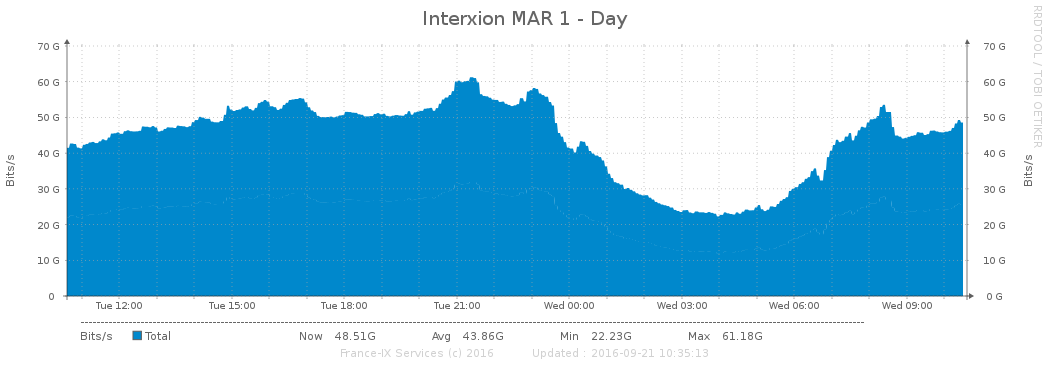 Interxion MAR 1 - Day
RRDTOOL / TOBI OETIKER
Bits/s
70 G 70 G
60 G 60 G
50 G 50 G
40 G 40 G
30 G 30 G
20 G 20 G
10 G 10 G
0 0 G
Bits/s
Tue 12:00 Tue 15:00 Tue 18:00 Tue 21:00 Wed 00:00 Wed 03:00 Wed 06:00 Wed 09:00
Bits/s Total Now 48.51G Avg 43.86G Min 22.23G Max 61.18G
France-IX Services (c) 2016 Updated : 2016-09-21 10:35:13